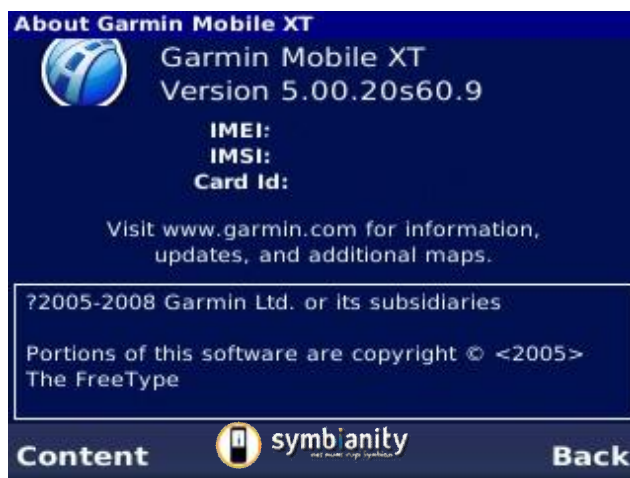 About Garmin Mobile XT
Garmin Mobile XT
Version 5.00.20s60.9
IMEI:
IMSI:
Card Id:
Visit www.garmin.com for information,
updates, and additional maps.
?2005-2008 Garmin Ltd. or its subsidiaries
Portions of this software are copyright © <2005>
The FreeType
symbianity
Content
Back